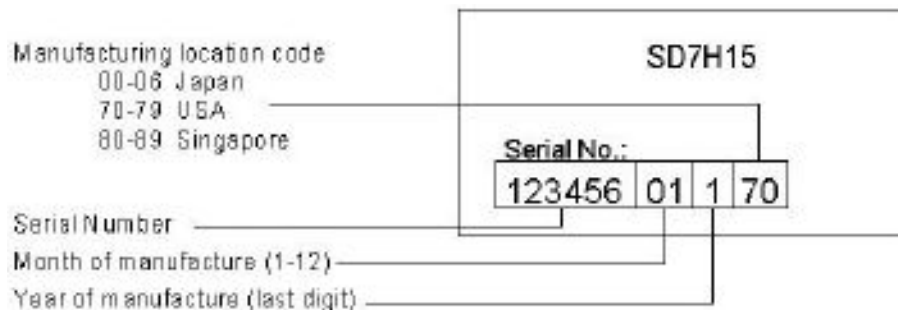 Manufacturing location code
00-06 Japan
70-79 USA
80-89 Singapore
SD7H15
Serial No.:
123456 01 1 70
Serial Number
Month of manufacture (1-12)
Year of manufacture (last digit)